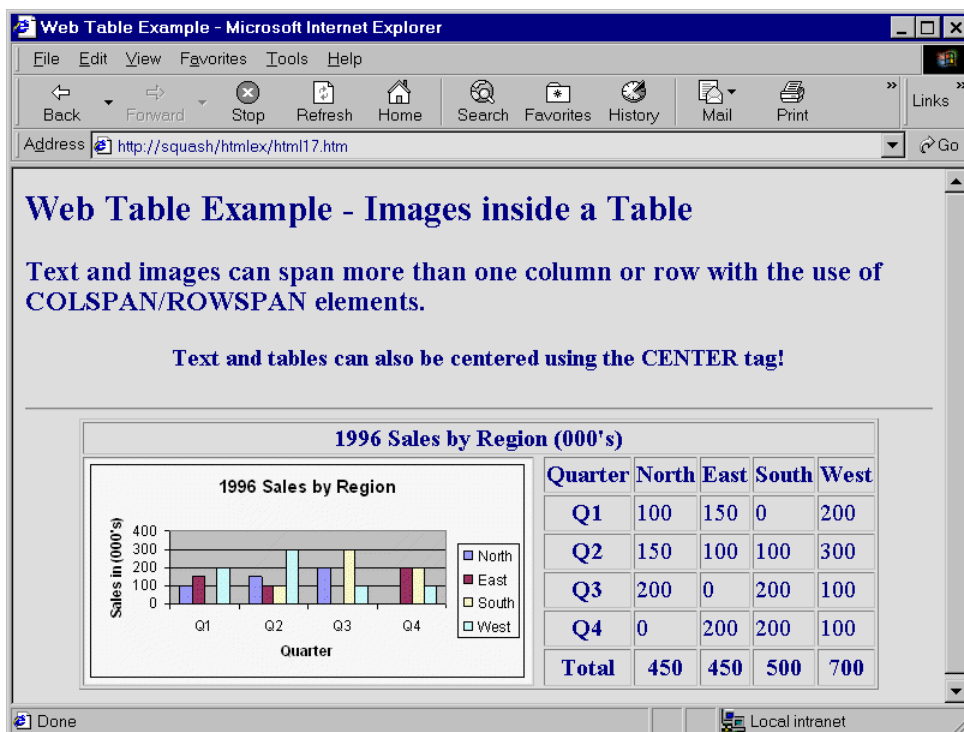 Web Table Example - Microsoft Internet Explorer
File Edit View Favorites Tools Help
Back Forward Stop Refresh Home Search Favorites History Mail Print » Links »
Address http://squash/htmlex/html17.htm Go
Web Table Example - Images inside a Table
Text and images can span more than one column or row with the use of
COLSPAN/ROWSPAN elements.
Text and tables can also be centered using the CENTER tag!
1996 Sales by Region (000's)
1996 Sales by Region
Sales in (000's)
400
300
200
100
0
Q1 Q2 Q3 Q4
Quarter
North
East
South
West
Quarter North East South West
Q1 100 150 0 200
Q2 150 100 100 300
Q3 200 0 200 100
Q4 0 200 200 100
Total 450 450 500 700
Done Local intranet